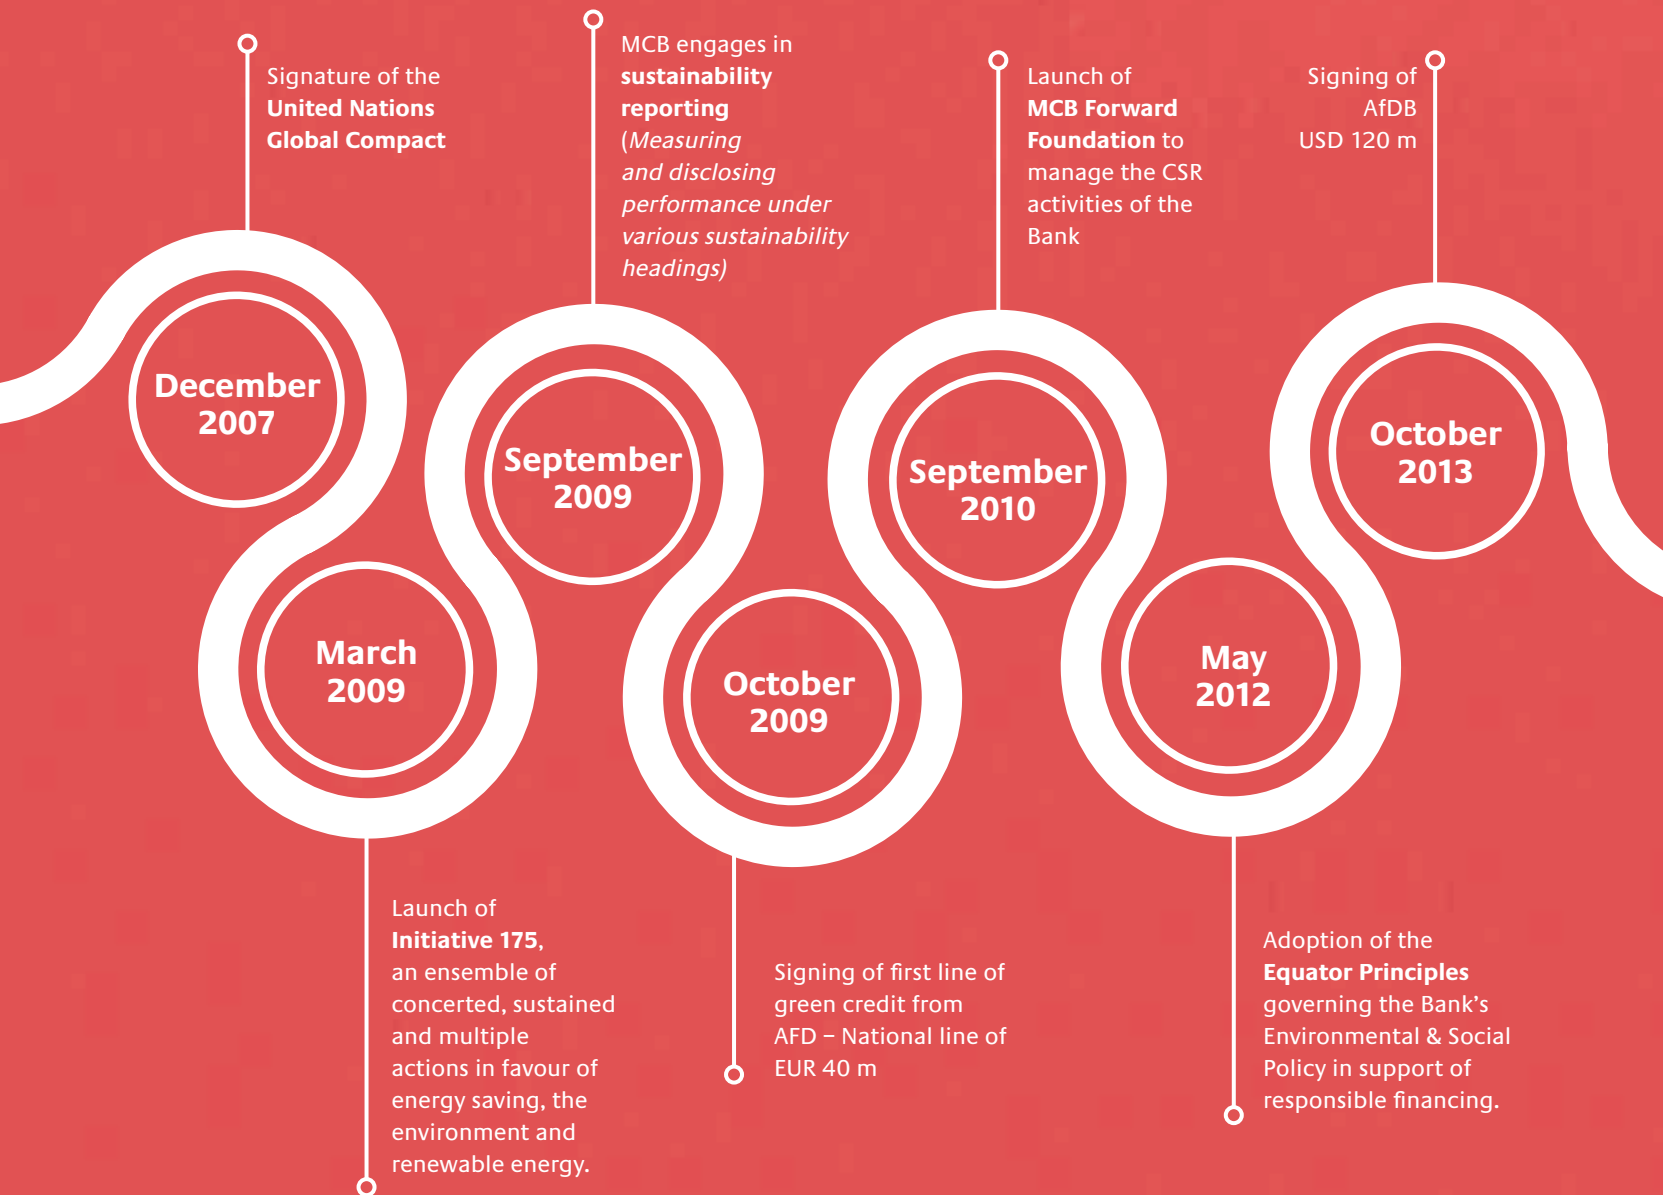 Signature of the
United Nations
Global Compact
December
2007
March
2009
Launch of
Initiative 175,
an ensemble of
concerted, sustained
and multiple
actions in favour of
energy saving, the
environment and
renewable energy.
MCB engages in
sustainability
reporting
(Measuring
and disclosing
performance under
various sustainability
headings)
September
2009
October
2009
Signing of first line of
green credit from
AFD – National line of
EUR 40 m
Launch of
MCB Forward
Foundation to
manage the CSR
activities of the
Bank
September
2010
May
2012
Adoption of the
Equator Principles
governing the Bank’s
Environmental & Social
Policy in support of
responsible financing.
Signing of
AfDB
USD 120 m
October
2013